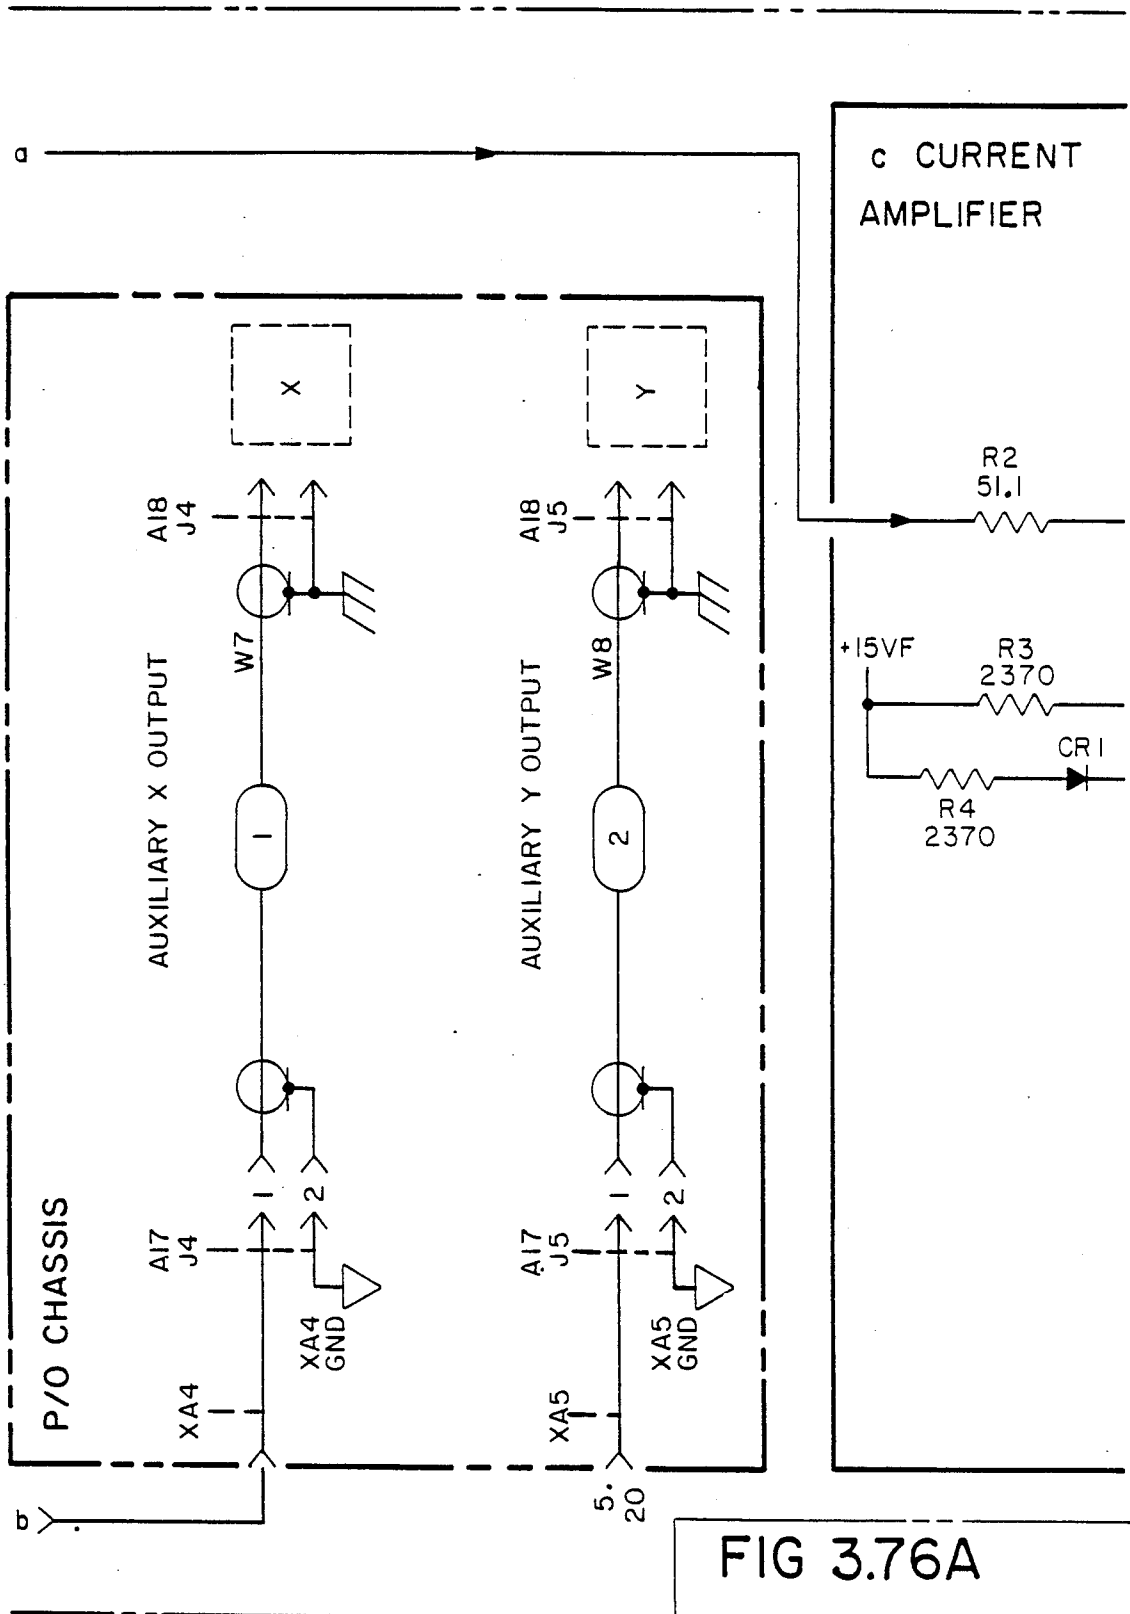 a
c CURRENT
AMPLIFIER
X
Y
A18
J4
A18
J5
R2
51.1
W7
W8
+15VF
R3
2370
CR1
R4
2370
AUXILIARY X OUTPUT
AUXILIARY Y OUTPUT
1
2
1
2
1
2
A17
J4
A17
J5
XA4
GND
XA5
GND
P/O CHASSIS
XA4
XA5
5.
20
b
FIG 3.76A